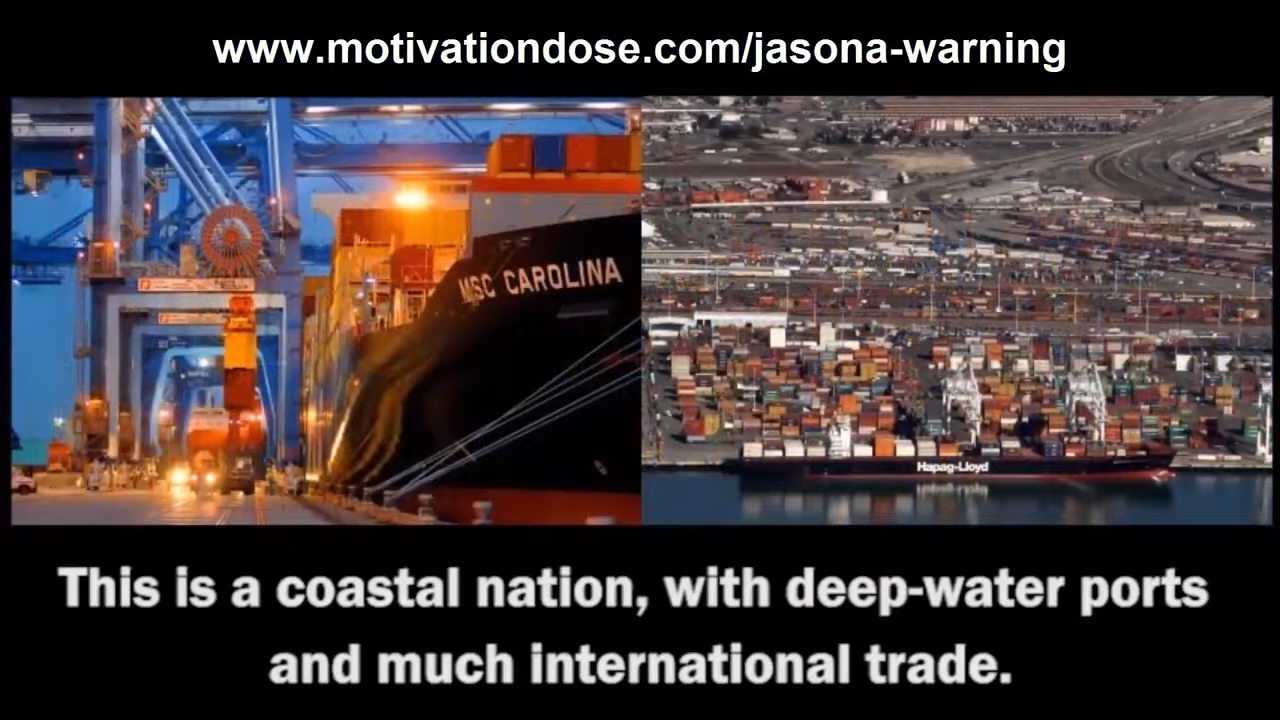 www.motivationdose.com/jasona-warning
MSC CAROLINA
Hapag-Lloyd
This is a coastal nation, with deep-water ports
and much international trade.